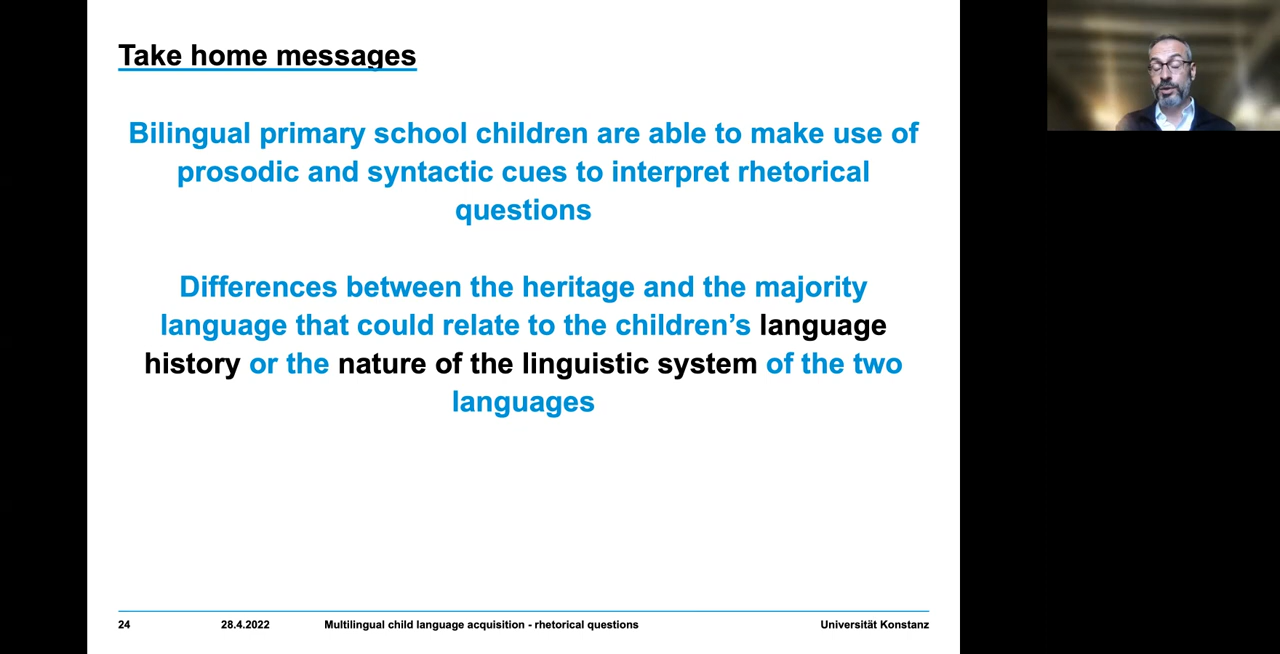 Take home messages
Bilingual primary school children are able to make use of
prosodic and syntactic cues to interpret rhetorical
questions
Differences between the heritage and the majority
language that could relate to the children’s language
history or the nature of the linguistic system of the two
languages
24 28.4.2022 Multilingual child language acquisition - rhetorical questions Universität Konstanz